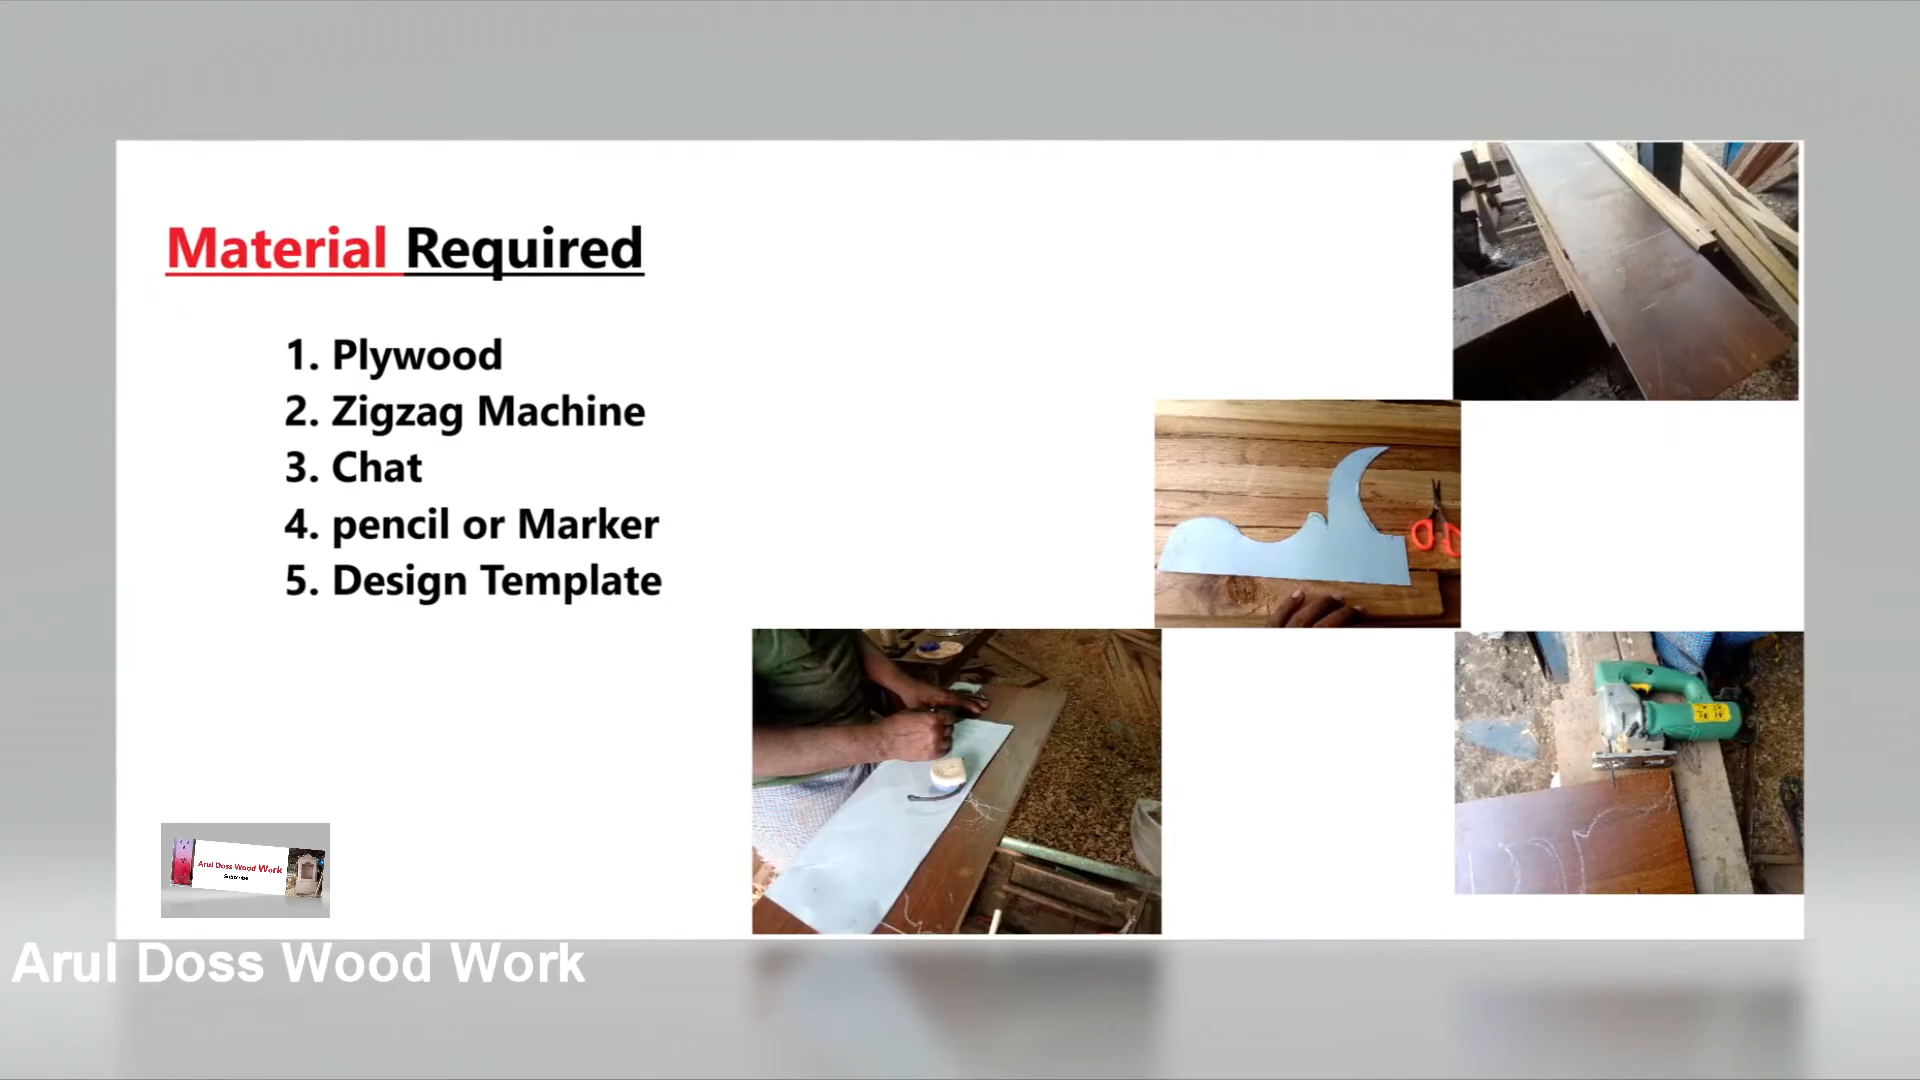 Material Required
1. Plywood
2. Zigzag Machine
3. Chat
4. pencil or Marker
5. Design Template
Arul Doss Wood Work
Subscribe
Arul Doss Wood Work